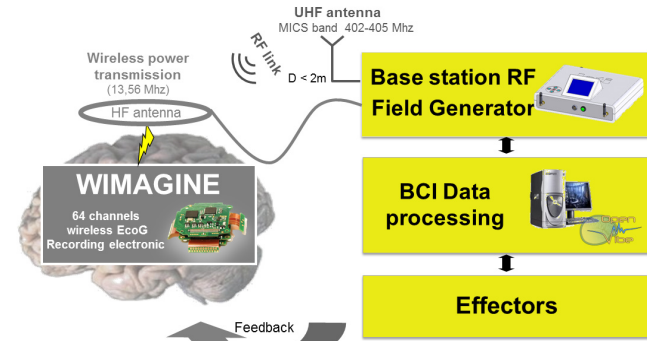 UHF antenna
MICS band 402-405 Mhz
RF link
D < 2m
Wireless power
transmission
(13,56 Mhz)
HF antenna
Base station RF
Field Generator
WIMAGINE
64 channels
wireless EcoG
Recording electronic
BCI Data
processing
Effectors
Feedback